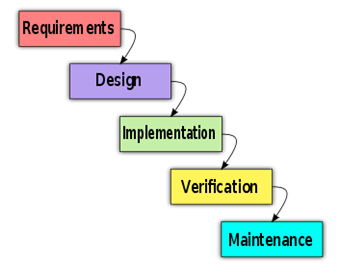 Requirements
Design
Implementation
Verification
Maintenance